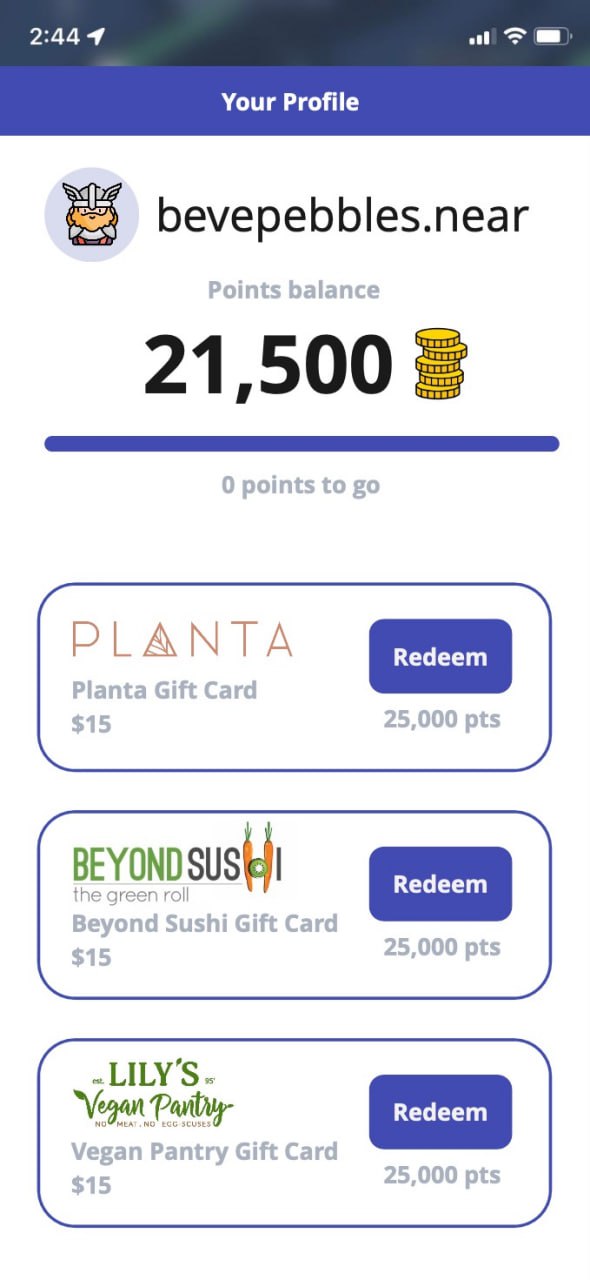 2:44
Your Profile
bevepebbles.near
Points balance
21,500
0 points to go
PLANTA
Planta Gift Card
$15
Redeem
25,000 pts
BEYOND SUSHI
the green roll
Beyond Sushi Gift Card
$15
Redeem
25,000 pts
est. LILY'S 95'
Vegan Pantry
NO MEAT. NO EGG-SCUSES
Vegan Pantry Gift Card
$15
Redeem
25,000 pts